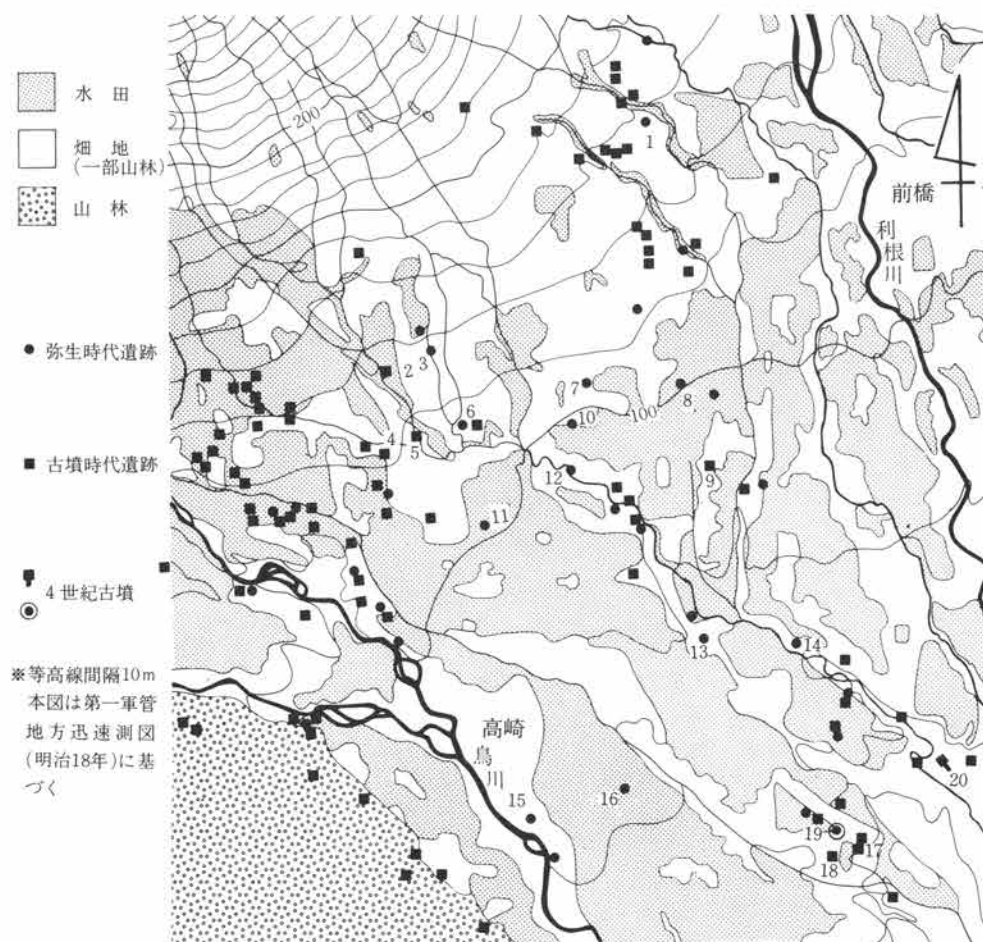 水田
畑地
(一部山林)
山林
弥生時代遺跡
古墳時代遺跡
4世紀古墳
※等高線間隔10m
本図は第一軍管
地方迅速測図
(明治18年)に基
づく
200
1
前橋
利根川
2
3
4
5
6
7
8
100
10
9
12
11
13
14
高崎
烏川
15
16
20
19
17
18